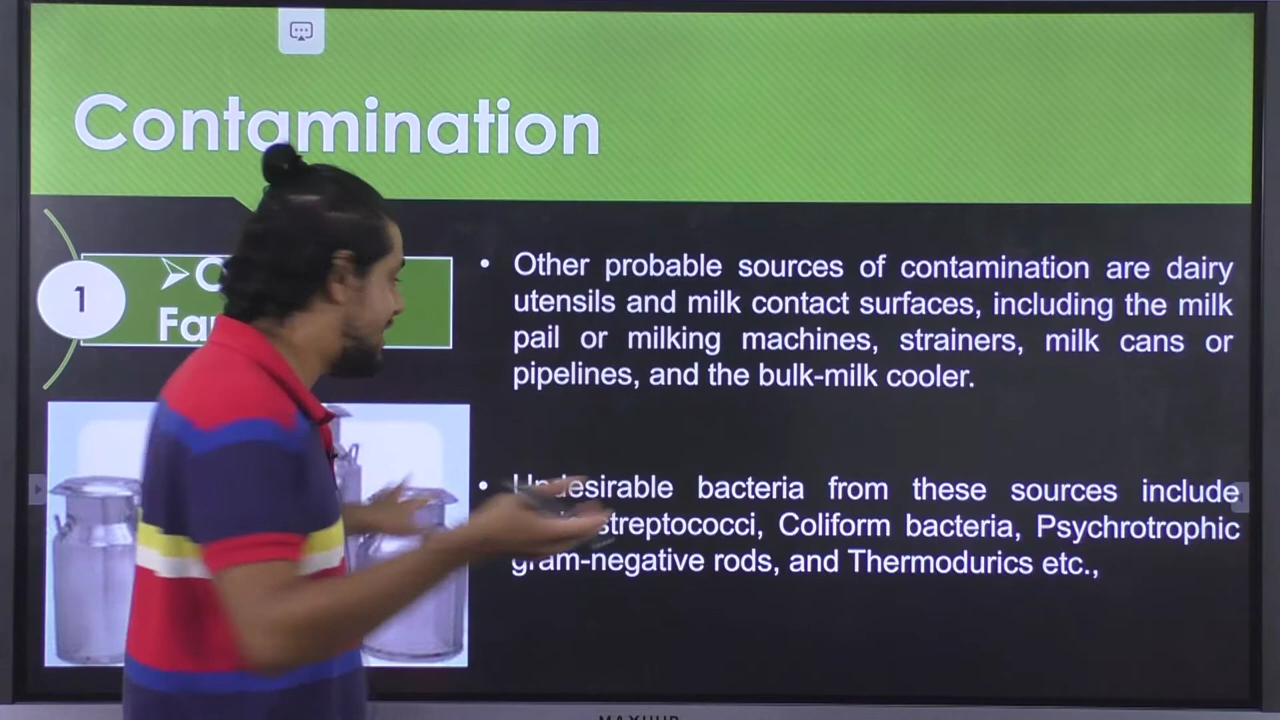 Contamination
1
Other probable sources of contamination are dairy
utensils and milk contact surfaces, including the milk
pail or milking machines, strainers, milk cans or
pipelines, and the bulk-milk cooler.
Undesirable bacteria from these sources include
streptococci, Coliform bacteria, Psychrotrophic
gram-negative rods, and Thermodurics etc.,